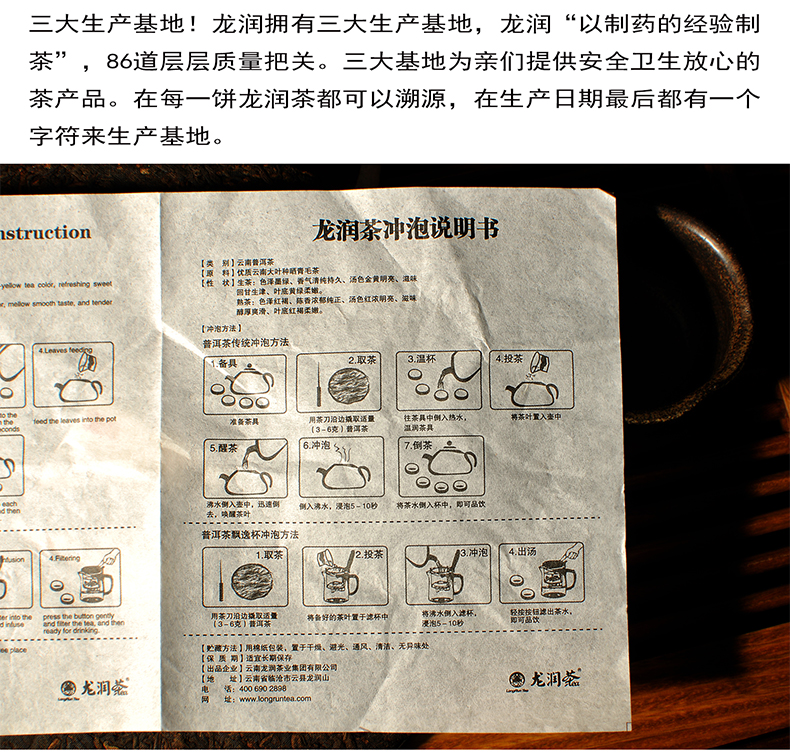 三大生产基地！龙润拥有三大生产基地，龙润“以制药的经验制
茶”，86道层层质量把关。三大基地为亲们提供安全卫生放心的
茶产品。在每一饼龙润茶都可以溯源，在生产日期最后都有一个
字符来生产基地。
nstruction
-yellow tea color, refreshing sweet
r, mellow smooth taste, and tender
4.Leaves feeding
to the
n the
conds
feed the leaves into the pot
each
d then
nfusion
4.Filtering
ter into the
d infuse
press the button gently
and filter the tea, and then
ready for drinking.
ee place
龙润茶
LongRun Tea
龙润茶冲泡说明书
【类 别】云南普洱茶
【原 料】优质云南大叶种晒青毛茶
【性 状】生茶：色泽墨绿、香气清纯持久、汤色金黄明亮、滋味
回甘生津、叶底黄绿柔嫩。
熟茶：色泽红褐、陈香浓郁纯正、汤色红浓明亮、滋味
醇厚爽滑、叶底红褐柔嫩。
【冲泡方法】
普洱茶传统冲泡方法
1.备具
2.取茶
3.温杯
4.投茶
准备茶具
用茶刀沿边撬取适量
（3-6克）普洱茶
往茶具中倒入热水，
温润茶具
将茶叶置入壶中
5.醒茶
6.冲泡
7.倒茶
沸水倒入壶中，迅速倒
去，唤醒茶叶
倒入沸水，浸泡5-10秒
将茶水倒入杯中，即可品饮
普洱茶飘逸杯冲泡方法
1.取茶
2.投茶
3.冲泡
4.出汤
用茶刀沿边撬取适量
（3-6克）普洱茶
将备好的茶叶置于滤杯中
将沸水倒入滤杯，
浸泡5-10秒
轻按按钮滤出茶水，
即可品饮
【贮藏方法】用棉纸包装，置于干燥、避光、通风、清洁、无异味处
【保 质 期】适宜长期保存
【出品企业】云南龙润茶业集团有限公司
【地 址】云南省临沧市云县龙润山
电 话：400 690 2898
网 址：www.longruntea.com
龙润茶
LongRun Tea